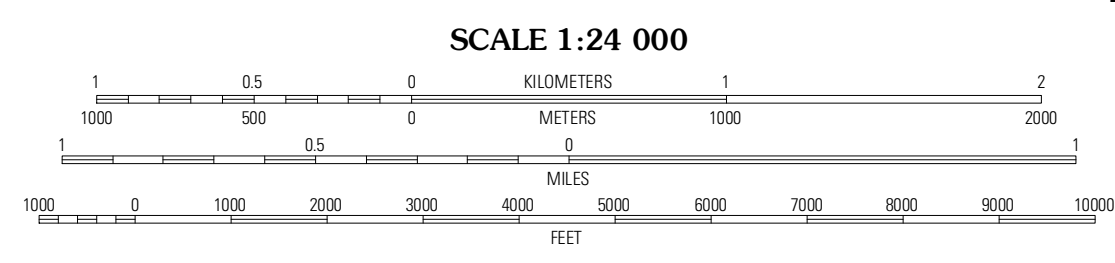 SCALE 1:24 000
1 0.5 0 KILOMETERS 1 2
1000 500 0 METERS 1000 2000
1 0.5 0 1
MILES
1000 0 1000 2000 3000 4000 5000 6000 7000 8000 9000 10000
FEET